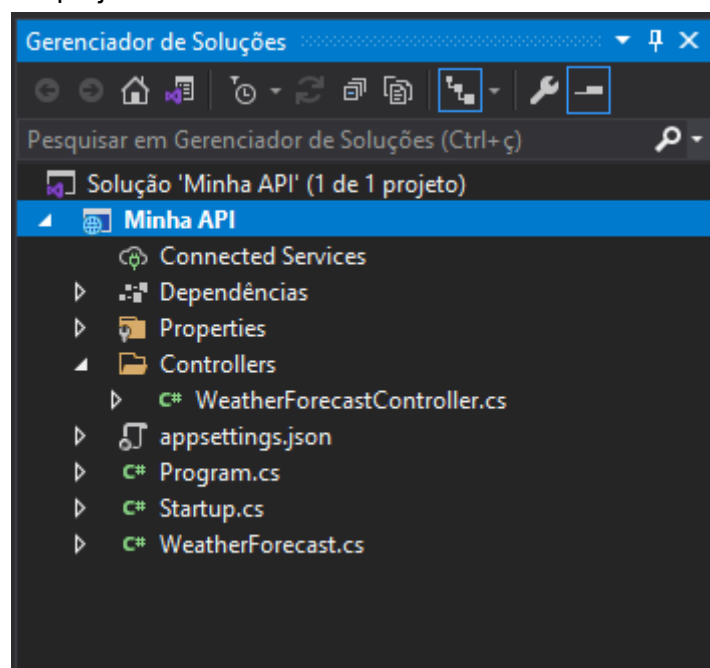 Gerenciador de Soluções
Pesquisar em Gerenciador de Soluções (Ctrl+ç)
Solução 'Minha API' (1 de 1 projeto)
Minha API
Connected Services
Dependências
Properties
Controllers
C# WeatherForecastController.cs
appsettings.json
C# Program.cs
C# Startup.cs
C# WeatherForecast.cs